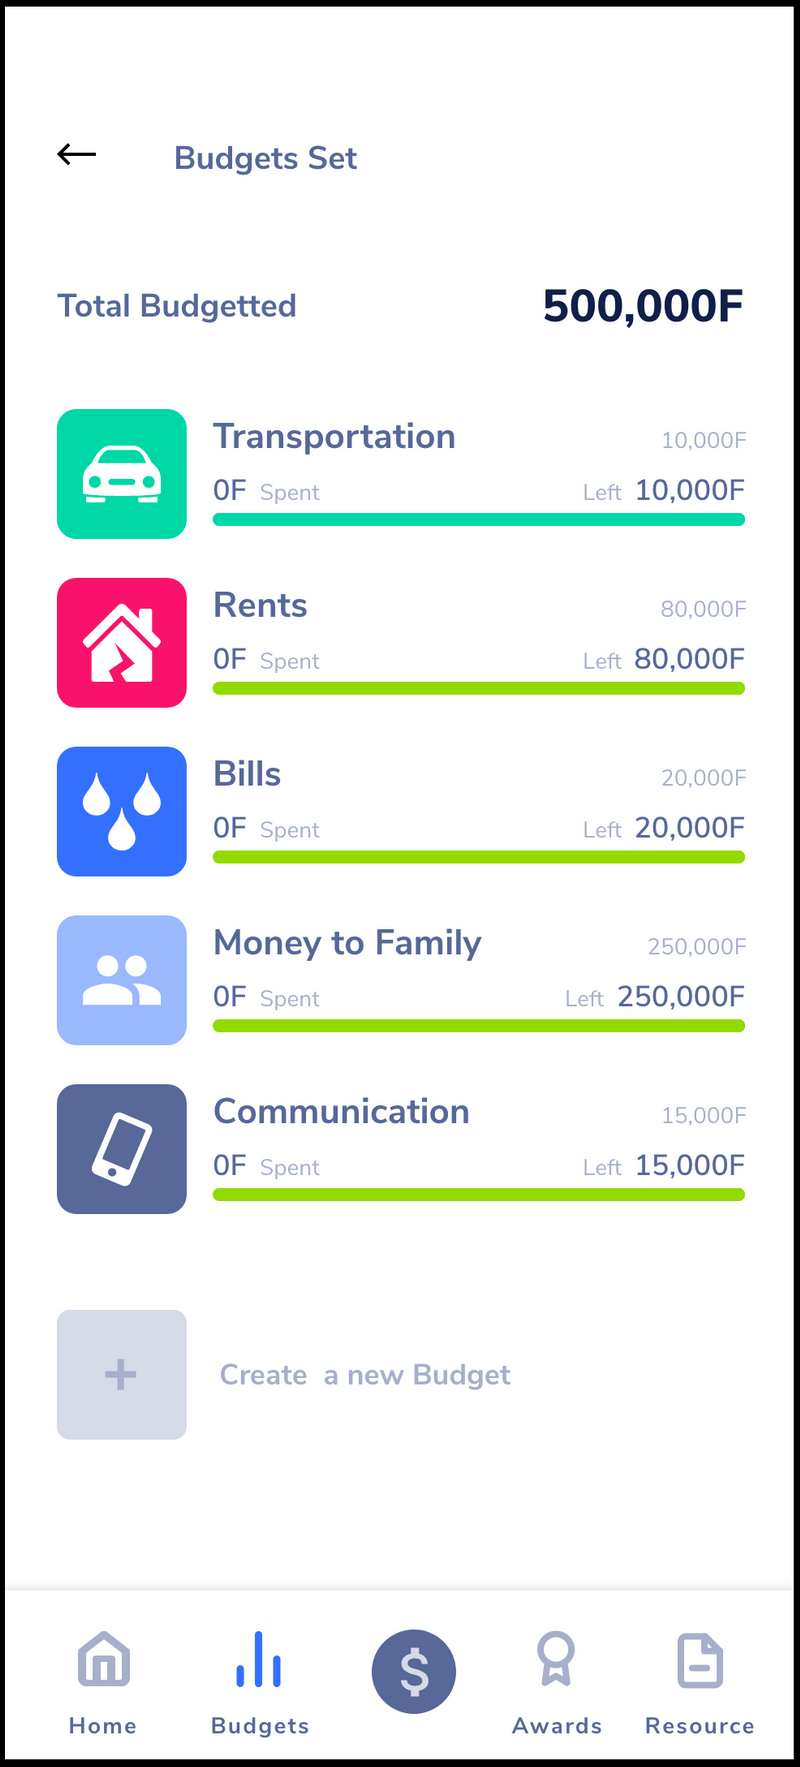 Budgets Set
Total Budgetted 500,000F
Transportation 10,000F
0F Spent Left 10,000F
Rents 80,000F
0F Spent Left 80,000F
Bills 20,000F
0F Spent Left 20,000F
Money to Family 250,000F
0F Spent Left 250,000F
Communication 15,000F
0F Spent Left 15,000F
+ Create a new Budget
$
Home Budgets Awards Resource